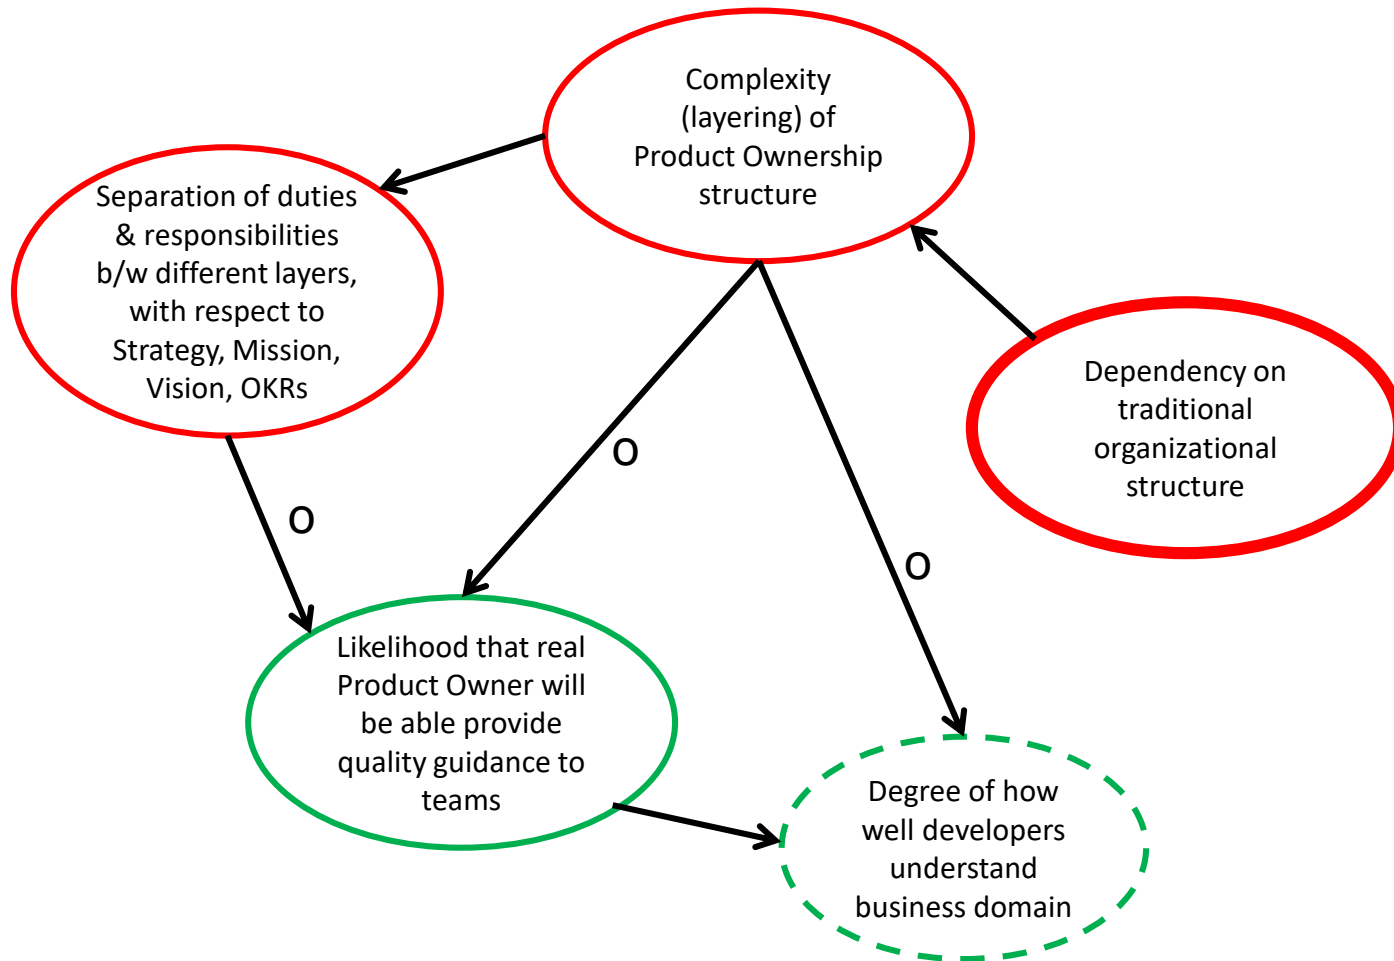 Complexity
(layering) of
Product Ownership
structure
Separation of duties
& responsibilities
b/w different layers,
with respect to
Strategy, Mission,
Vision, OKRs
Dependency on
traditional
organizational
structure
O
O
O
Likelihood that real
Product Owner will
be able provide
quality guidance to
teams
Degree of how
well developers
understand
business domain